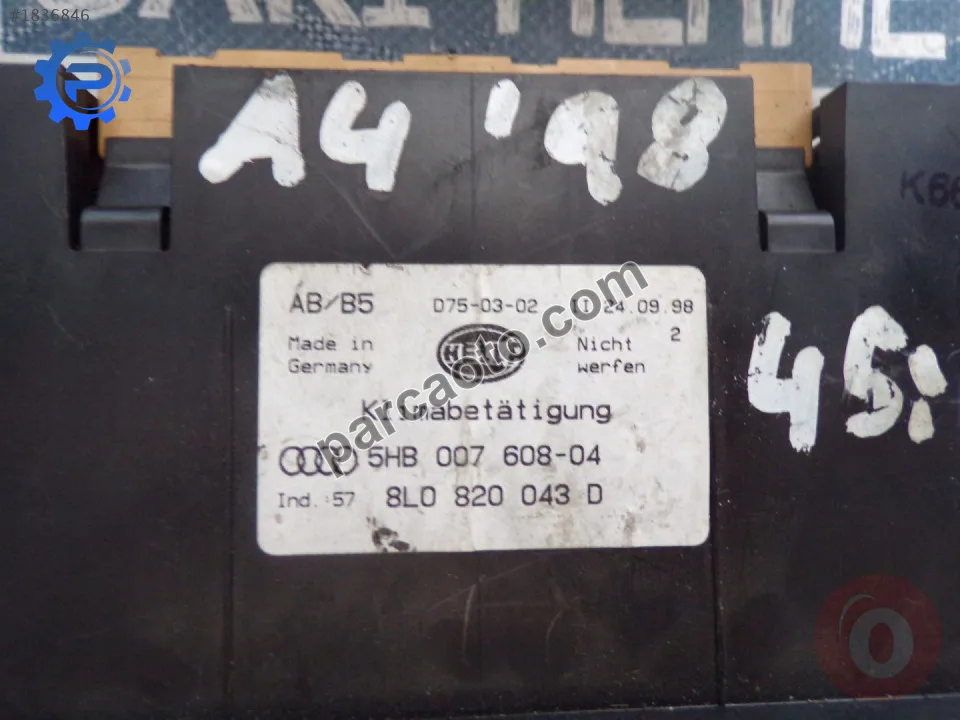 #1836846
A4 '98
K66
AB/B5 D75-03-02 II 24.09.98
Made in Germany
HELLA
Nicht werfen
2
45:
parcaoto.com
Klimabetätigung
5HB 007 608-04
Ind.:57 8L0 820 043 D
O